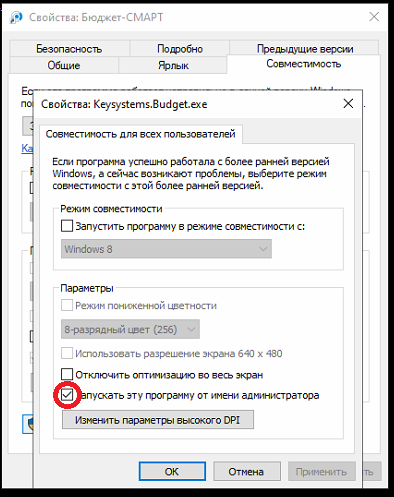 Свойства: Бюджет-СМАРТ
Безопасность Подробно Предыдущие версии
Общие Ярлык Совместимость
Свойства: Keysystems.Budget.exe
Совместимость для всех пользователей
Если программа успешно работала с более ранней версией
Windows, а сейчас возникают проблемы, выберите режим
совместимости с этой более ранней версией.
Режим совместимости
Запустить программу в режиме совместимости с:
Windows 8
Параметры
Режим пониженной цветности
8-разрядный цвет (256)
Использовать разрешение экрана 640 x 480
Отключить оптимизацию во весь экран
Запускать эту программу от имени администратора
Изменить параметры высокого DPI
ОК Отмена Применить